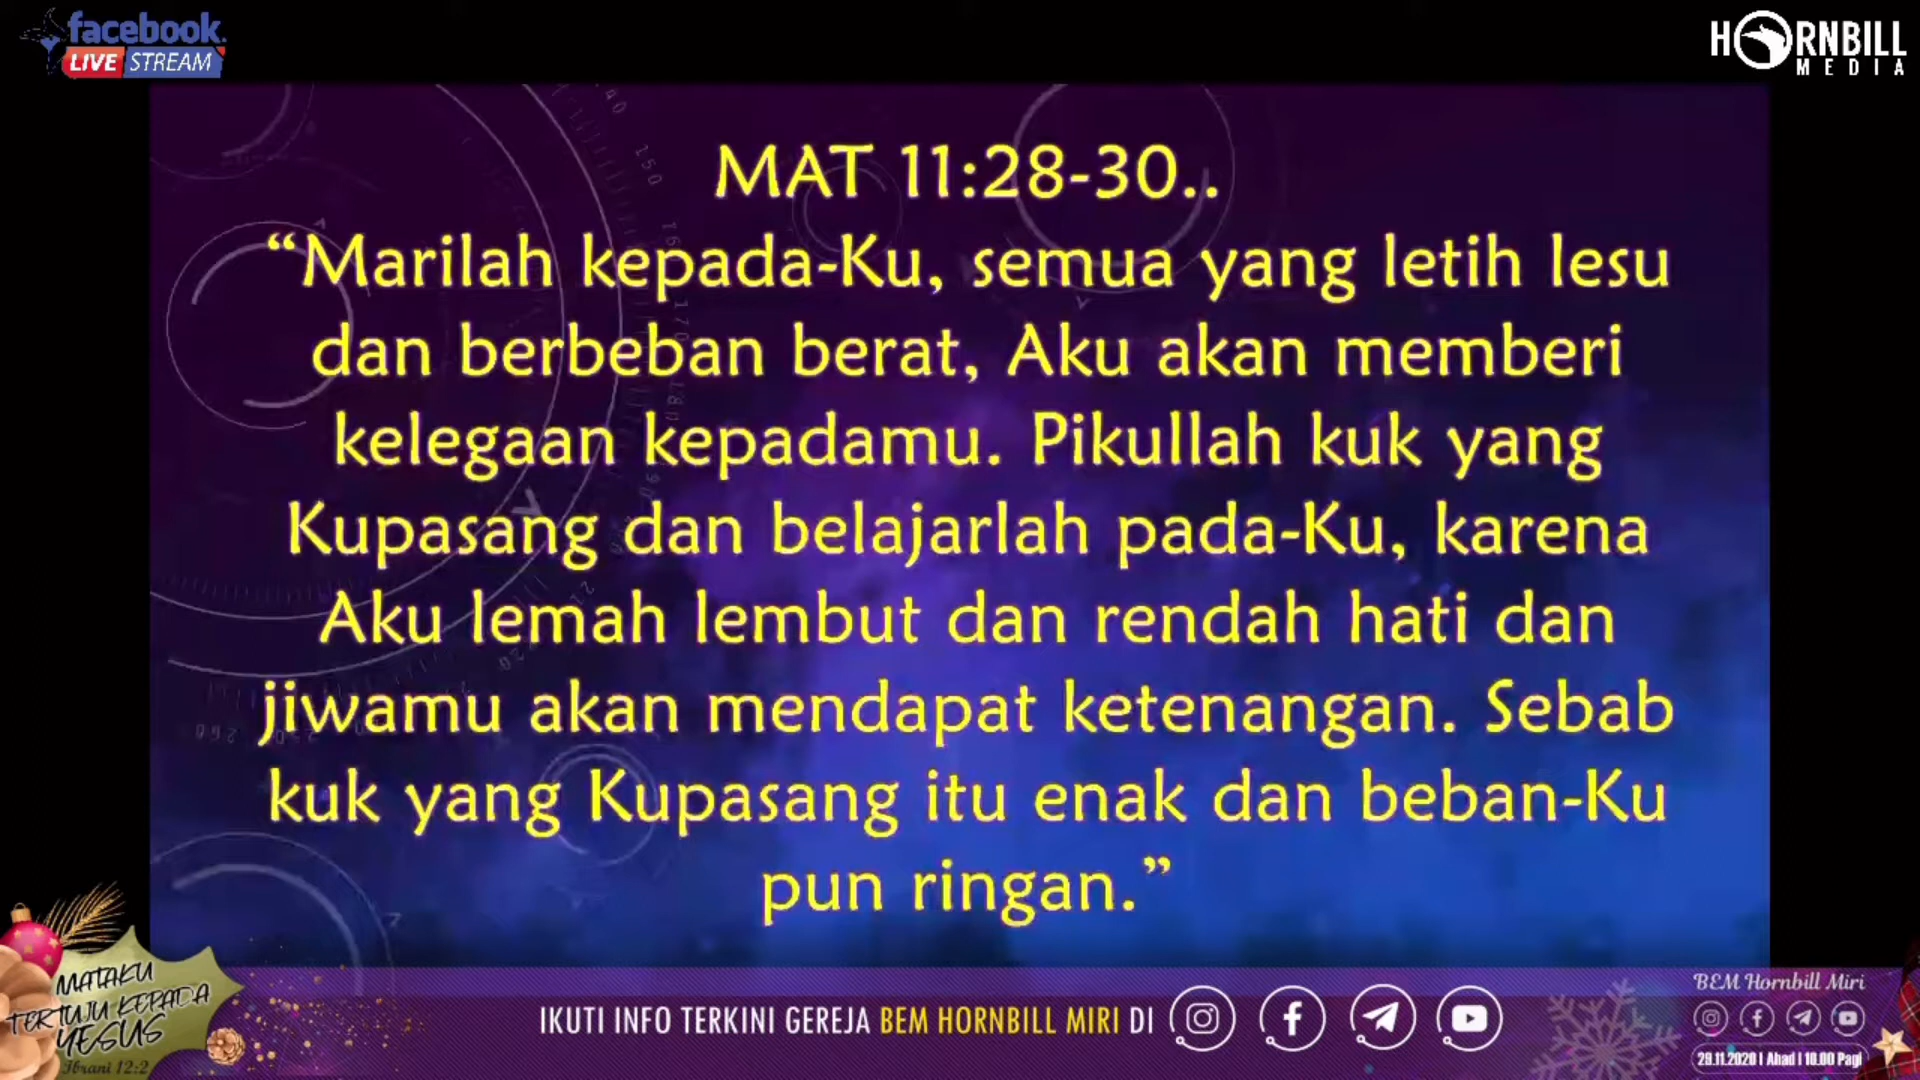 facebook.
LIVE STREAM
HORNBILL
MEDIA
MAT 11:28-30..
“Marilah kepada-Ku, semua yang letih lesu
dan berbeban berat, Aku akan memberi
kelegaan kepadamu. Pikullah kuk yang
Kupasang dan belajarlah pada-Ku, karena
Aku lemah lembut dan rendah hati dan
jiwamu akan mendapat ketenangan. Sebab
kuk yang Kupasang itu enak dan beban-Ku
pun ringan.”
MATAKU
TERTUJU KEPADA
YESUS
Ibrani 12:2
IKUTI INFO TERKINI GEREJA BEM HORNBILL MIRI DI
BEM Hornbill Miri
29.11.2020 | Ahad | 10.00 Pagi